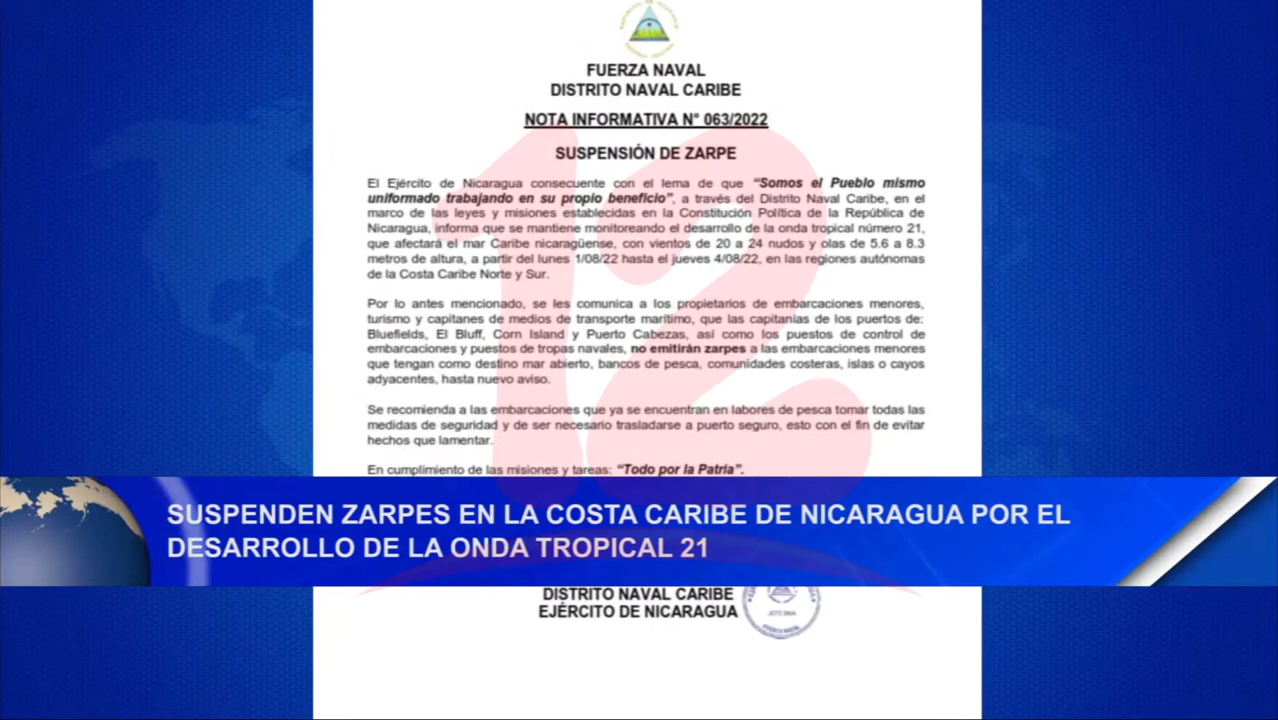 FUERZA NAVAL
DISTRITO NAVAL CARIBE
NOTA INFORMATIVA N° 063/2022
SUSPENSIÓN DE ZARPE
El Ejército de Nicaragua consecuente con el lema de que “Somos el Pueblo mismo
uniformado trabajando en su propio beneficio”, a través del Distrito Naval Caribe, en el
marco de las leyes y misiones establecidas en la Constitución Política de la República de
Nicaragua, informa que se mantiene monitoreando el desarrollo de la onda tropical número 21,
que afectará el mar Caribe nicaragüense, con vientos de 20 a 24 nudos y olas de 5.6 a 8.3
metros de altura, a partir del lunes 1/08/22 hasta el jueves 4/08/22, en las regiones autónomas
de la Costa Caribe Norte y Sur.
Por lo antes mencionado, se les comunica a los propietarios de embarcaciones menores,
turismo y capitanes de medios de transporte marítimo, que las capitanías de los puertos de:
Bluefields, El Bluff, Corn Island y Puerto Cabezas, así como los puestos de control de
embarcaciones y puestos de tropas navales, no emitirán zarpes a las embarcaciones menores
que tengan como destino mar abierto, bancos de pesca, comunidades costeras, islas o cayos
adyacentes, hasta nuevo aviso.
Se recomienda a las embarcaciones que ya se encuentran en labores de pesca tomar todas las
medidas de seguridad y de ser necesario trasladarse a puerto seguro, esto con el fin de evitar
hechos que lamentar.
En cumplimiento de las misiones y tareas: “Todo por la Patria”.
12
SUSPENDEN ZARPES EN LA COSTA CARIBE DE NICARAGUA POR EL
DESARROLLO DE LA ONDA TROPICAL 21
DISTRITO NAVAL CARIBE
EJÉRCITO DE NICARAGUA